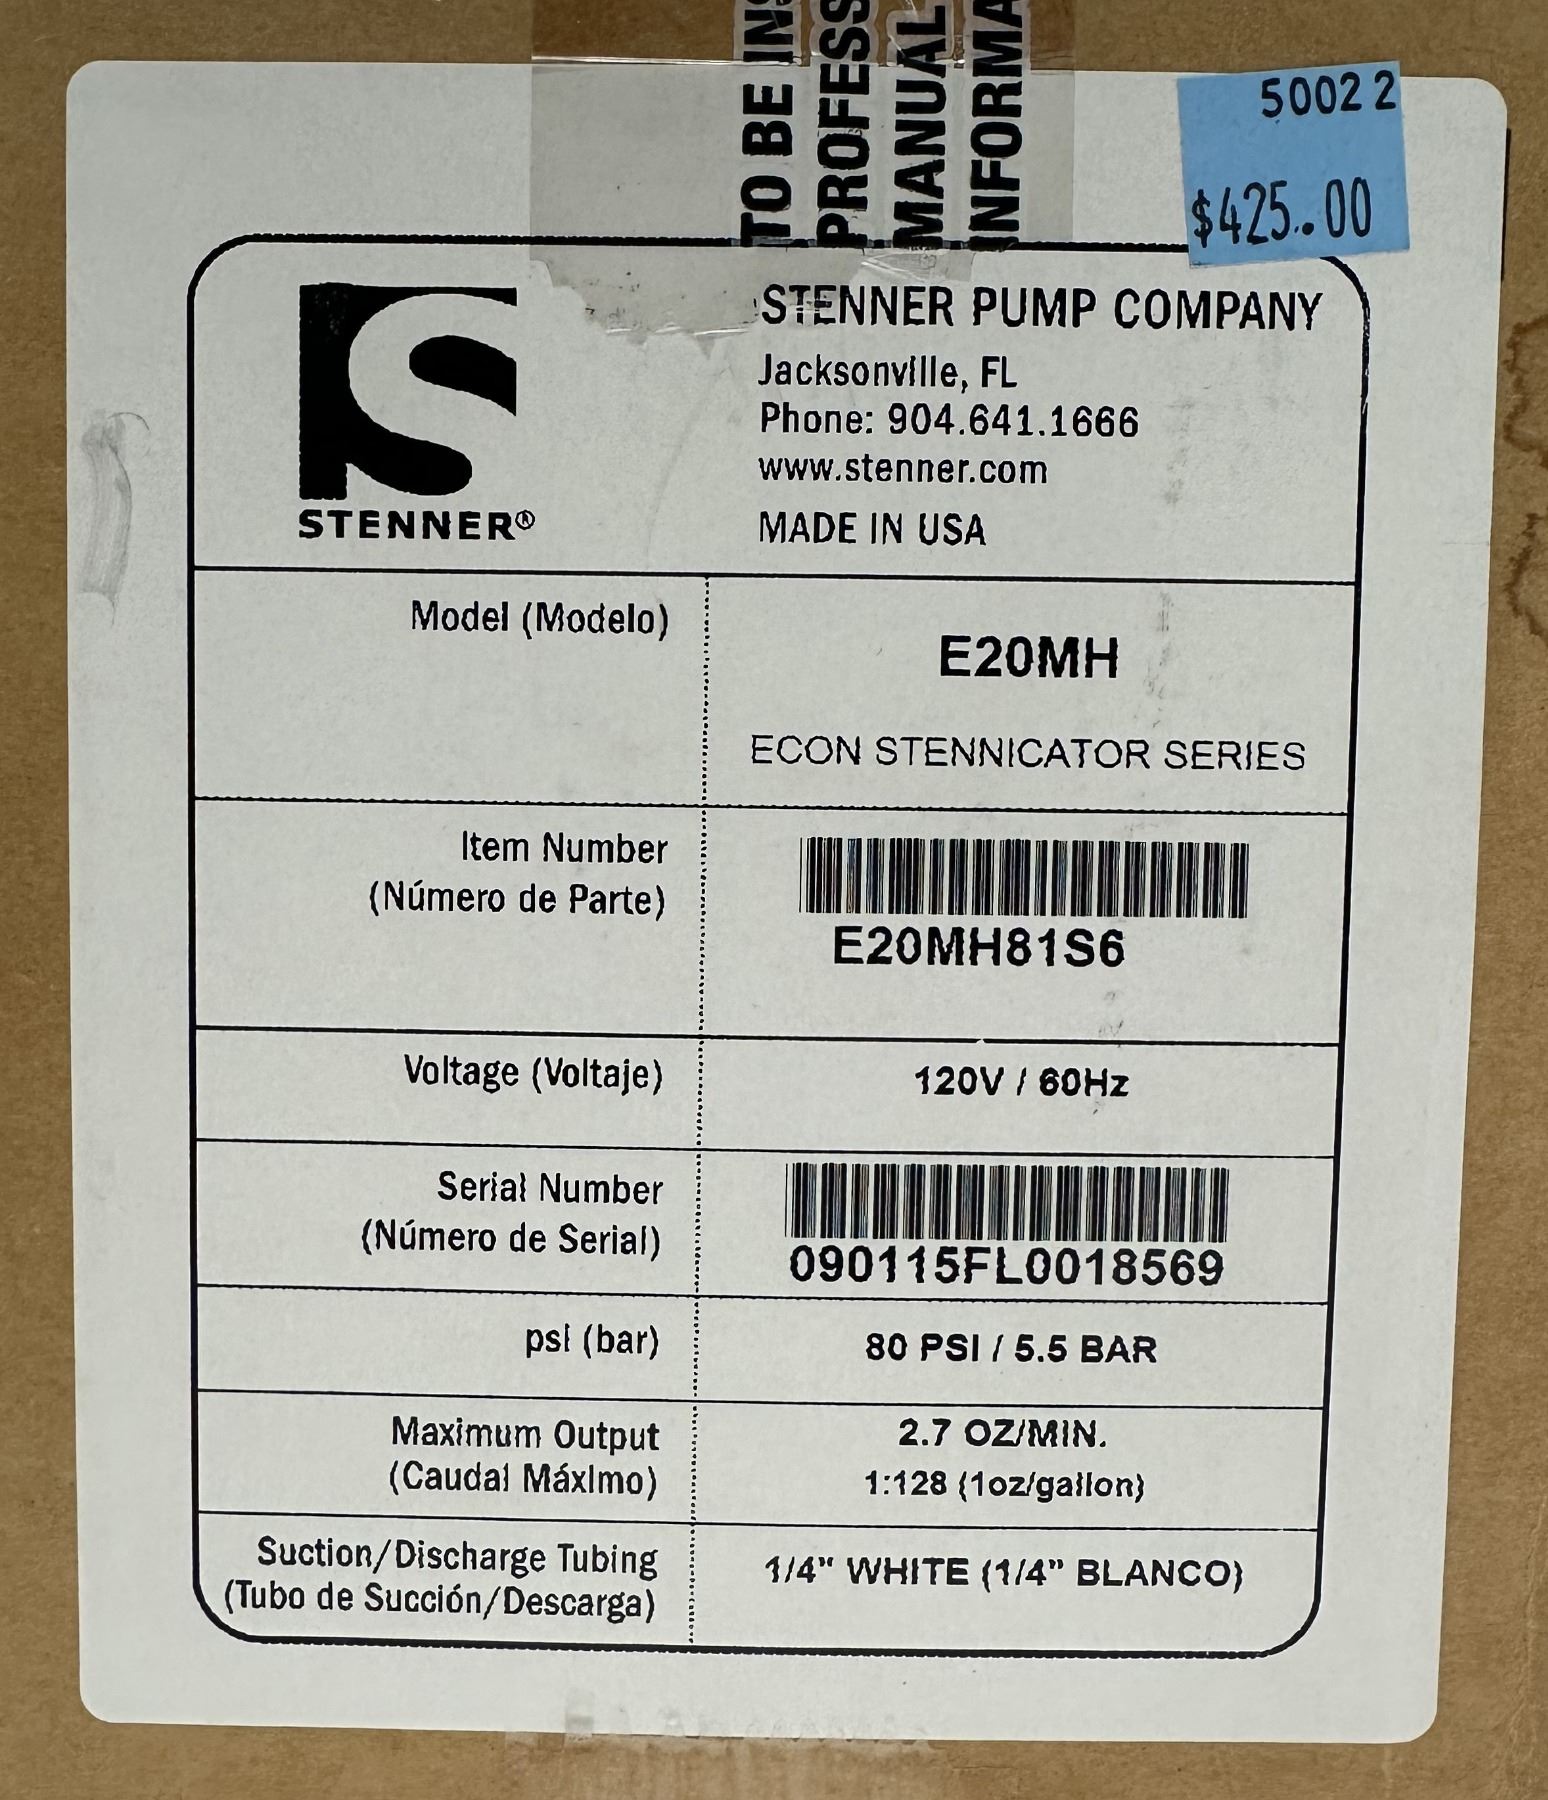 TO BE
MANUAL
50022
$425..00
STENNER PUMP COMPANY
Jacksonville, FL
Phone: 904.641.1666
www.stenner.com
MADE IN USA
S
STENNER®
Model (Modelo)
E20MH
ECON STENNICATOR SERIES
Item Number
(Número de Parte)
E20MH81S6
Voltage (Voltaje)
120V / 60Hz
Serial Number
(Número de Serial)
090115FL0018569
psi (bar)
80 PSI / 5.5 BAR
Maximum Output
(Caudal Máximo)
2.7 OZ/MIN.
1:128 (1oz/gallon)
Suction/Discharge Tubing
(Tubo de Succión/Descarga)
1/4" WHITE (1/4" BLANCO)